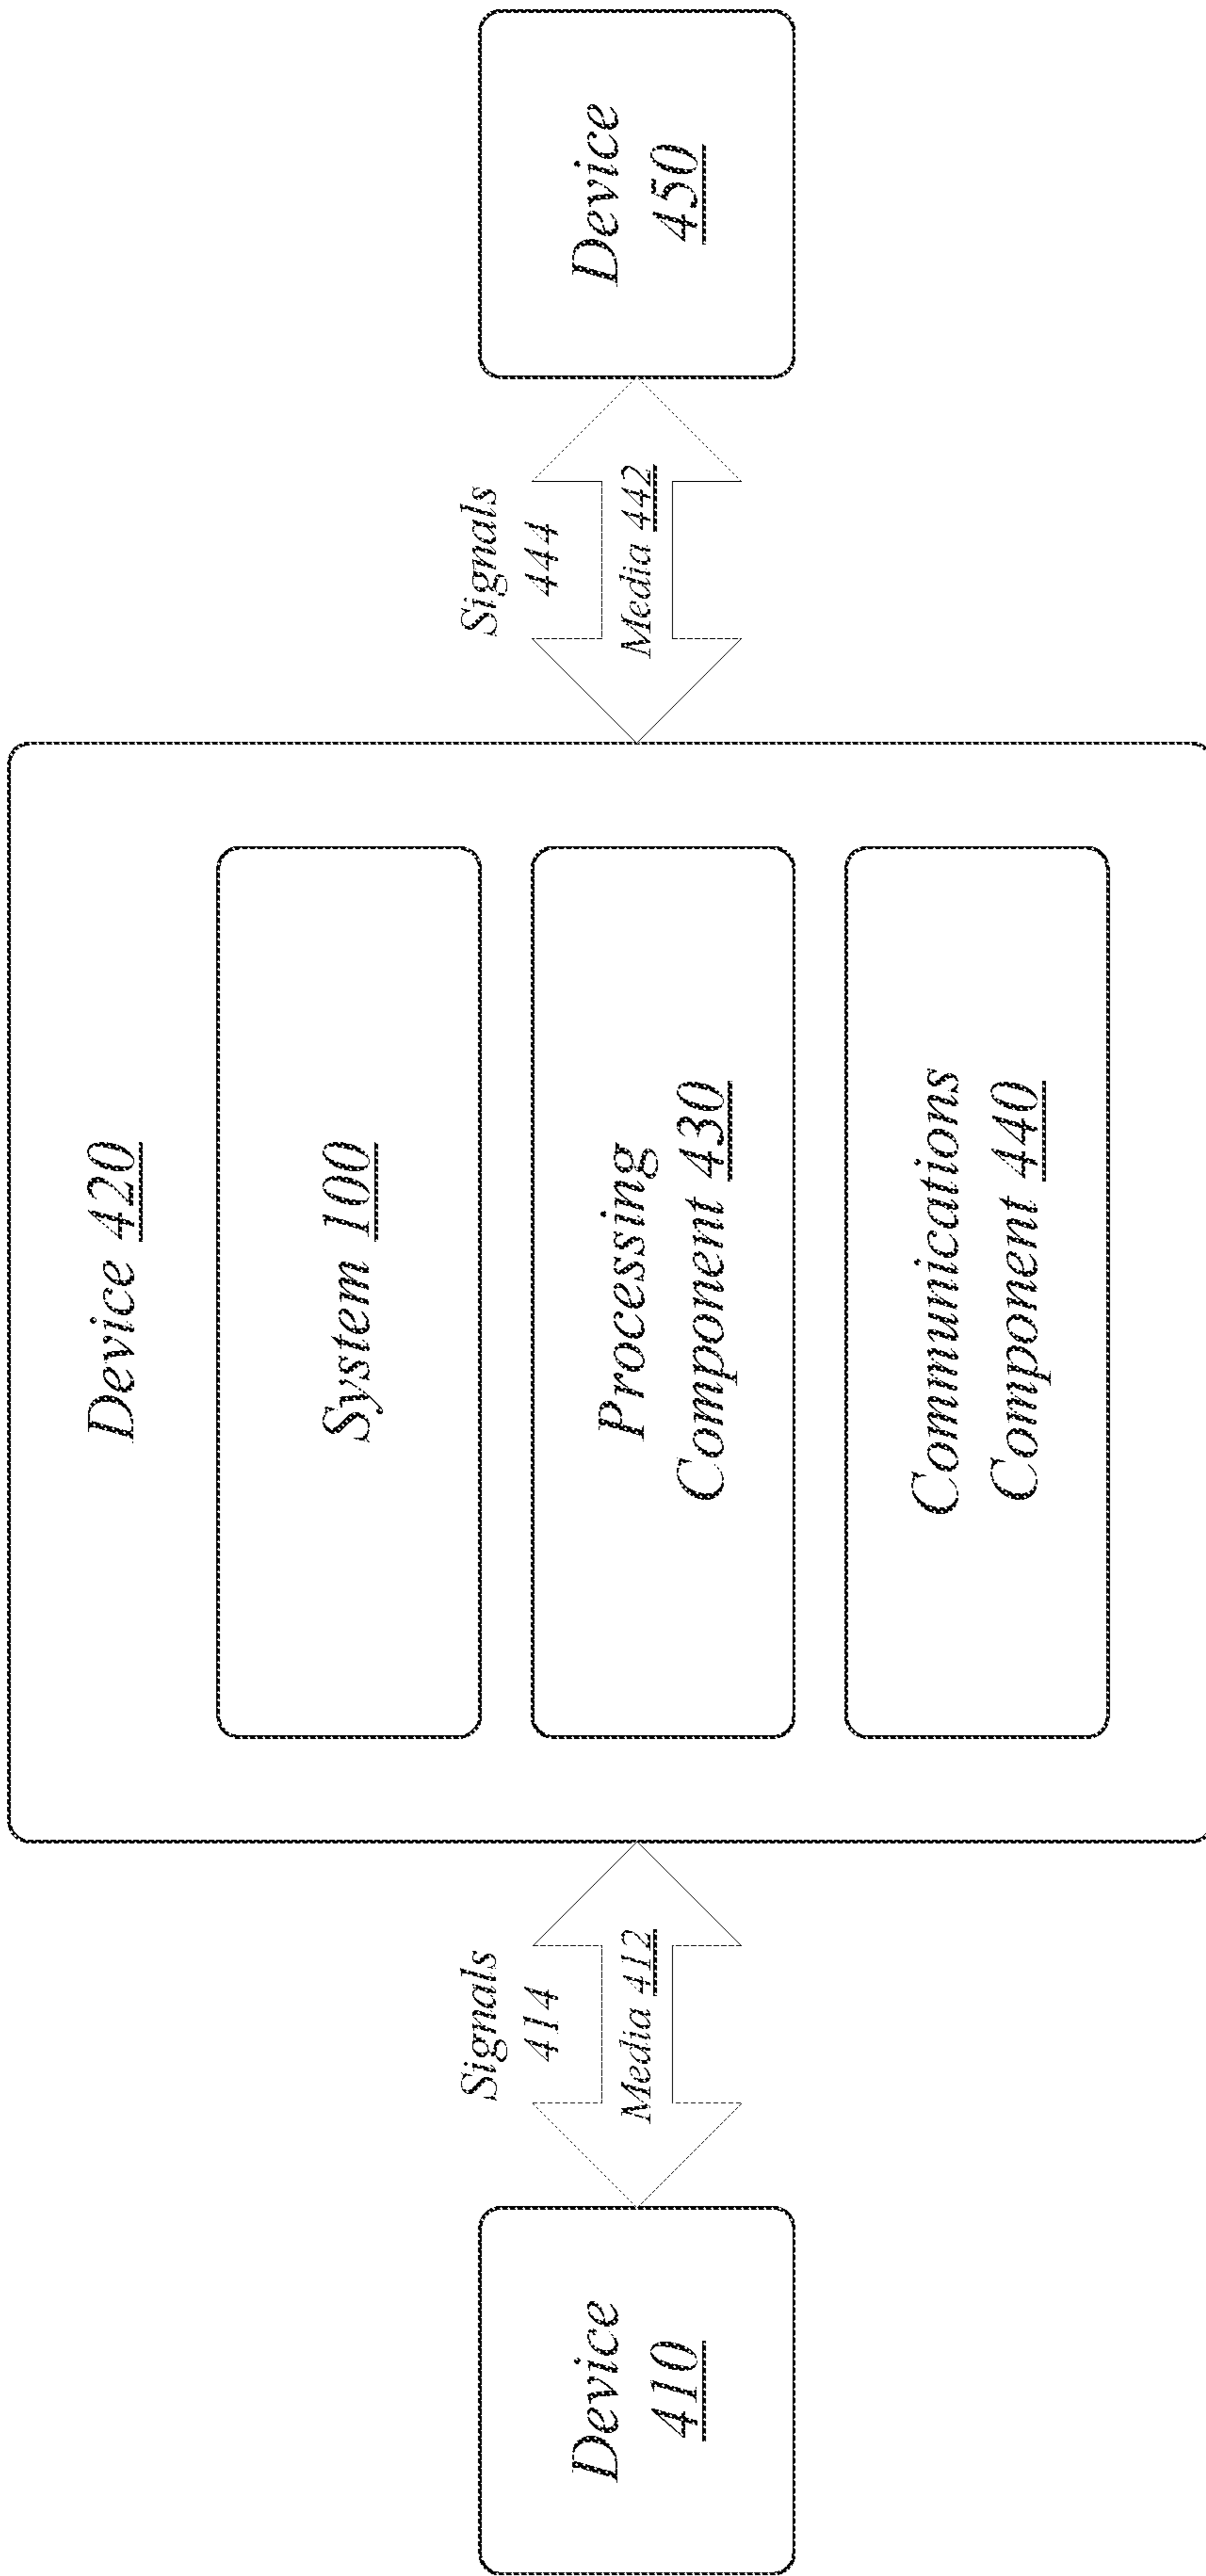 Device 420
System 100
Processing
Component 430
Communications
Component 440
Device
410
Signals
414
Media 412
Signals
444
Media 442
Device
450